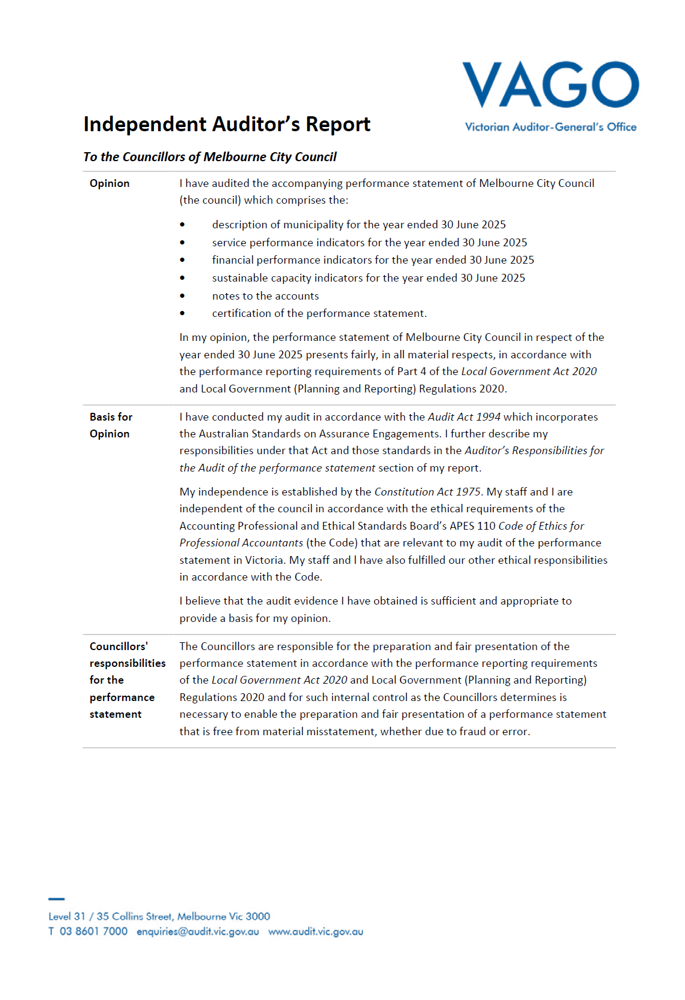 VAGO
Victorian Auditor-General's Office
Independent Auditor’s Report
To the Councillors of Melbourne City Council
Opinion
I have audited the accompanying performance statement of Melbourne City Council
(the council) which comprises the:
• description of municipality for the year ended 30 June 2025
• service performance indicators for the year ended 30 June 2025
• financial performance indicators for the year ended 30 June 2025
• sustainable capacity indicators for the year ended 30 June 2025
• notes to the accounts
• certification of the performance statement.
In my opinion, the performance statement of Melbourne City Council in respect of the
year ended 30 June 2025 presents fairly, in all material respects, in accordance with
the performance reporting requirements of Part 4 of the Local Government Act 2020
and Local Government (Planning and Reporting) Regulations 2020.
Basis for
Opinion
I have conducted my audit in accordance with the Audit Act 1994 which incorporates
the Australian Standards on Assurance Engagements. I further describe my
responsibilities under that Act and those standards in the Auditor’s Responsibilities for
the Audit of the performance statement section of my report.
My independence is established by the Constitution Act 1975. My staff and I are
independent of the council in accordance with the ethical requirements of the
Accounting Professional and Ethical Standards Board’s APES 110 Code of Ethics for
Professional Accountants (the Code) that are relevant to my audit of the performance
statement in Victoria. My staff and I have also fulfilled our other ethical responsibilities
in accordance with the Code.
I believe that the audit evidence I have obtained is sufficient and appropriate to
provide a basis for my opinion.
Councillors'
responsibilities
for the
performance
statement
The Councillors are responsible for the preparation and fair presentation of the
performance statement in accordance with the performance reporting requirements
of the Local Government Act 2020 and Local Government (Planning and Reporting)
Regulations 2020 and for such internal control as the Councillors determines is
necessary to enable the preparation and fair presentation of a performance statement
that is free from material misstatement, whether due to fraud or error.
Level 31 / 35 Collins Street, Melbourne Vic 3000
T 03 8601 7000 enquiries@audit.vic.gov.au www.audit.vic.gov.au